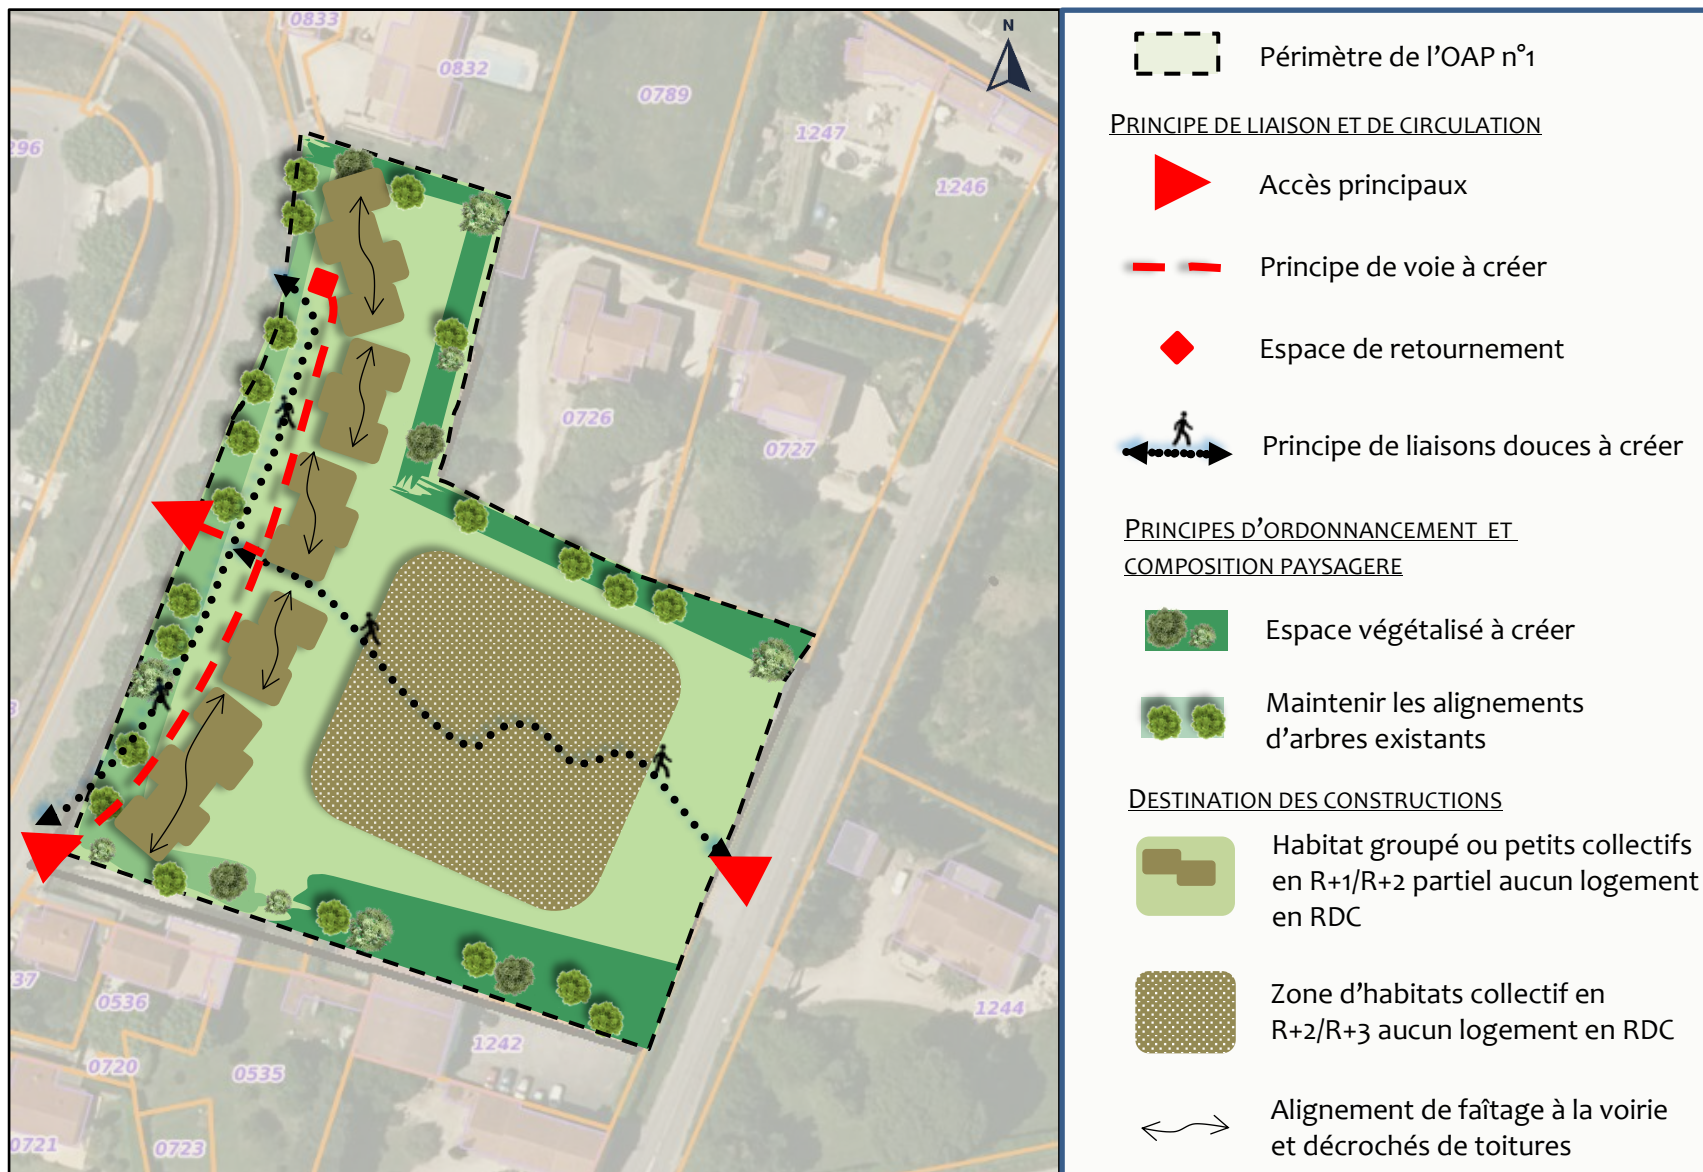 0833
N
0832
0789
1247
296
1246
0726
0727
37
0536
0720
0535
1242
1244
0721
0723
Périmètre de l'OAP n°1
PRINCIPE DE LIAISON ET DE CIRCULATION
Accès principaux
Principe de voie à créer
Espace de retournement
Principe de liaisons douces à créer
PRINCIPES D'ORDONNANCEMENT ET
COMPOSITION PAYSAGERE
Espace végétalisé à créer
Maintenir les alignements
d'arbres existants
DESTINATION DES CONSTRUCTIONS
Habitat groupé ou petits collectifs
en R+1/R+2 partiel aucun logement
en RDC
Zone d'habitats collectif en
R+2/R+3 aucun logement en RDC
Alignement de faîtage à la voirie
et décrochés de toitures